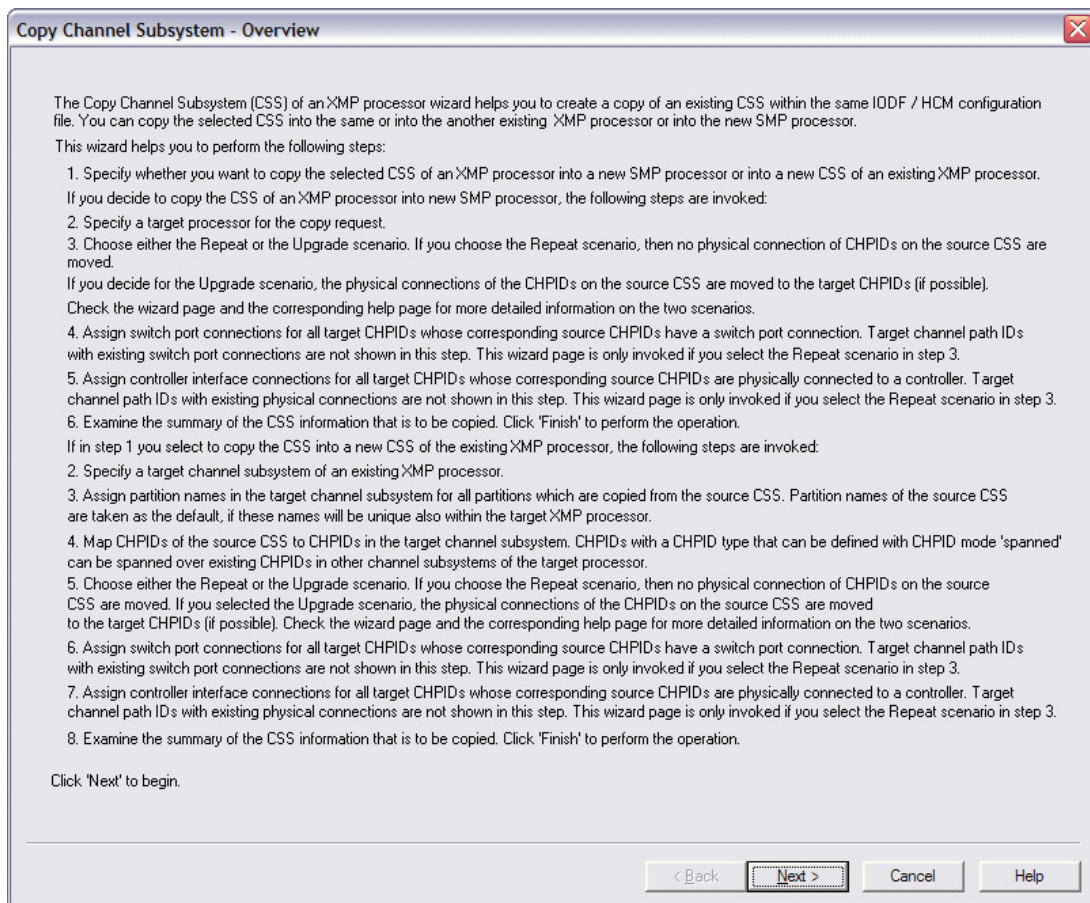 Copy Channel Subsystem - Overview
The Copy Channel Subsystem (CSS) of an XMP processor wizard helps you to create a copy of an existing CSS within the same IODF / HCM configuration
file. You can copy the selected CSS into the same or into the another existing XMP processor or into the new SMP processor.
This wizard helps you to perform the following steps:
1. Specify whether you want to copy the selected CSS of an XMP processor into a new SMP processor or into a new CSS of an existing XMP processor.
If you decide to copy the CSS of an XMP processor into new SMP processor, the following steps are invoked:
2. Specify a target processor for the copy request.
3. Choose either the Repeat or the Upgrade scenario. If you choose the Repeat scenario, then no physical connection of CHPIDs on the source CSS are
moved.
If you decide for the Upgrade scenario, the physical connections of the CHPIDs on the source CSS are moved to the target CHPIDs (if possible).
Check the wizard page and the corresponding help page for more detailed information on the two scenarios.
4. Assign switch port connections for all target CHPIDs whose corresponding source CHPIDs have a switch port connection. Target channel path IDs
with existing switch port connections are not shown in this step. This wizard page is only invoked if you select the Repeat scenario in step 3.
5. Assign controller interface connections for all target CHPIDs whose corresponding source CHPIDs are physically connected to a controller. Target
channel path IDs with existing physical connections are not shown in this step. This wizard page is only invoked if you select the Repeat scenario in step 3.
6. Examine the summary of the CSS information that is to be copied. Click 'Finish' to perform the operation.
If in step 1 you select to copy the CSS into a new CSS of the existing XMP processor, the following steps are invoked:
2. Specify a target channel subsystem of an existing XMP processor.
3. Assign partition names in the target channel subsystem for all partitions which are copied from the source CSS. Partition names of the source CSS
are taken as the default, if these names will be unique also within the target XMP processor.
4. Map CHPIDs of the source CSS to CHPIDs in the target channel subsystem. CHPIDs with a CHPID type that can be defined with CHPID mode 'spanned'
can be spanned over existing CHPIDs in other channel subsystems of the target processor.
5. Choose either the Repeat or the Upgrade scenario. If you choose the Repeat scenario, then no physical connection of CHPIDs on the source
CSS are moved. If you selected the Upgrade scenario, the physical connections of the CHPIDs on the source CSS are moved
to the target CHPIDs (if possible). Check the wizard page and the corresponding help page for more detailed information on the two scenarios.
6. Assign switch port connections for all target CHPIDs whose corresponding source CHPIDs have a switch port connection. Target channel path IDs
with existing switch port connections are not shown in this step. This wizard page is only invoked if you select the Repeat scenario in step 3.
7. Assign controller interface connections for all target CHPIDs whose corresponding source CHPIDs are physically connected to a controller. Target
channel path IDs with existing physical connections are not shown in this step. This wizard page is only invoked if you select the Repeat scenario in step 3.
8. Examine the summary of the CSS information that is to be copied. Click 'Finish' to perform the operation.
Click 'Next' to begin.
< Back Next > Cancel Help